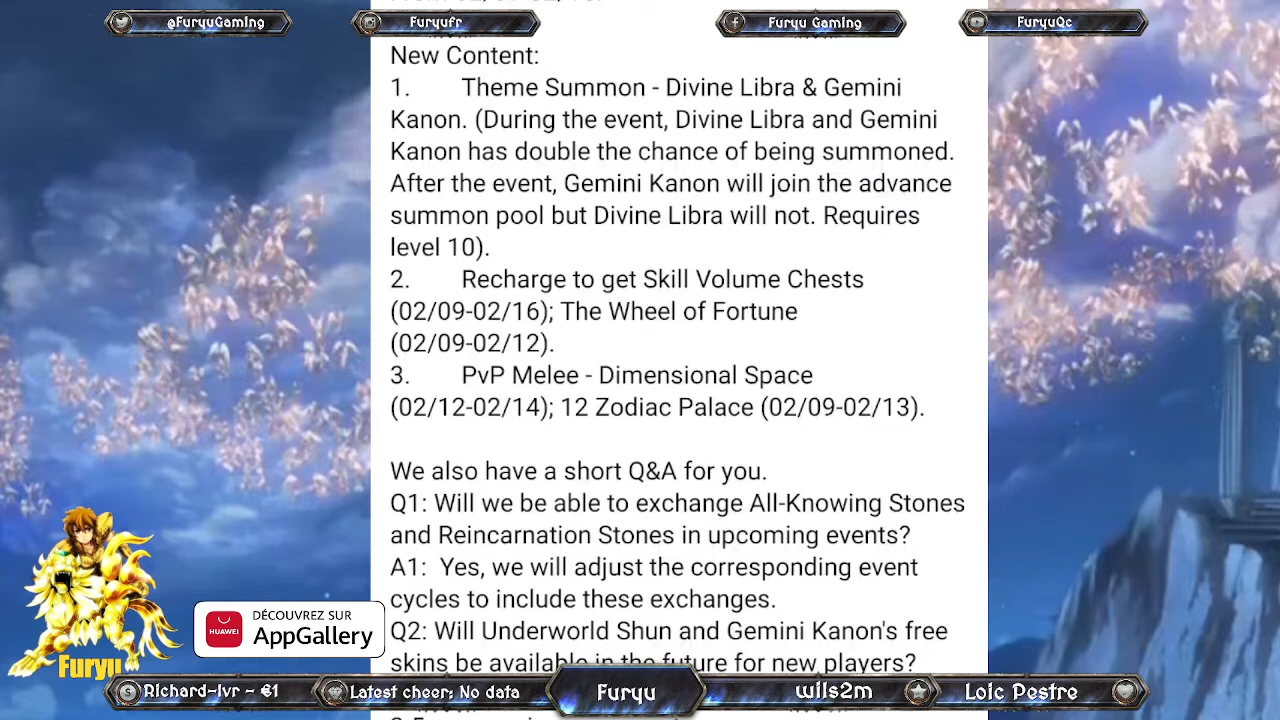 @FuryuGaming
Furyufr
Furyu Gaming
FuryuQc
New Content:
1. Theme Summon - Divine Libra & Gemini
Kanon. (During the event, Divine Libra and Gemini
Kanon has double the chance of being summoned.
After the event, Gemini Kanon will join the advance
summon pool but Divine Libra will not. Requires
level 10).
2. Recharge to get Skill Volume Chests
(02/09-02/16); The Wheel of Fortune
(02/09-02/12).
3. PvP Melee - Dimensional Space
(02/12-02/14); 12 Zodiac Palace (02/09-02/13).
We also have a short Q&A for you.
Q1: Will we be able to exchange All-Knowing Stones
and Reincarnation Stones in upcoming events?
A1: Yes, we will adjust the corresponding event
cycles to include these exchanges.
Q2: Will Underworld Shun and Gemini Kanon's free
skins be available in the future for new players?
Furyu
HUAWEI
DÉCOUVREZ SUR
AppGallery
Richard-lvr - €1
Latest cheer: No data
Furyu
wils2m
Loic Pestre